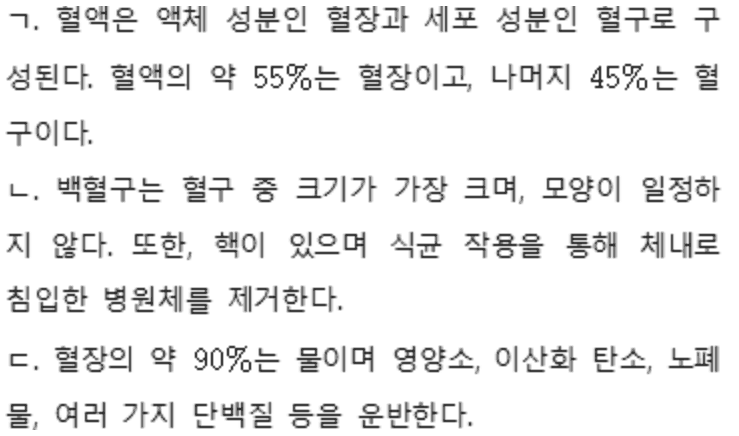 ㄱ. 혈액은 액체 성분인 혈장과 세포 성분인 혈구로 구
성된다. 혈액의 약 55%는 혈장이고, 나머지 45%는 혈
구이다.
ㄴ. 백혈구는 혈구 중 크기가 가장 크며, 모양이 일정하
지 않다. 또한, 핵이 있으며 식균 작용을 통해 체내로
침입한 병원체를 제거한다.
ㄷ. 혈장의 약 90%는 물이며 영양소, 이산화 탄소, 노폐
물, 여러 가지 단백질 등을 운반한다.